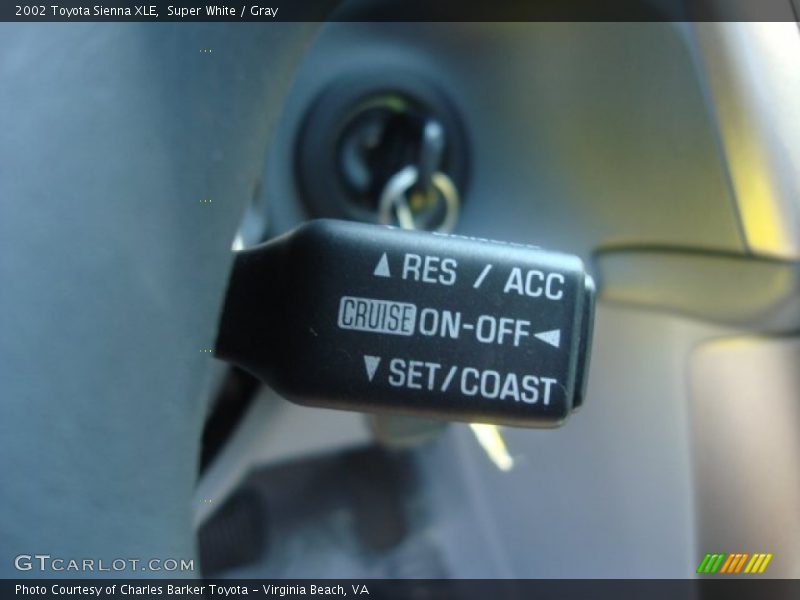 2002 Toyota Sienna XLE,  Super White / Gray
▲ RES / ACC
CRUISE ON-OFF ◀
▼ SET/COAST
GTCARLOT.COM
Photo Courtesy of Charles Barker Toyota - Virginia Beach, VA